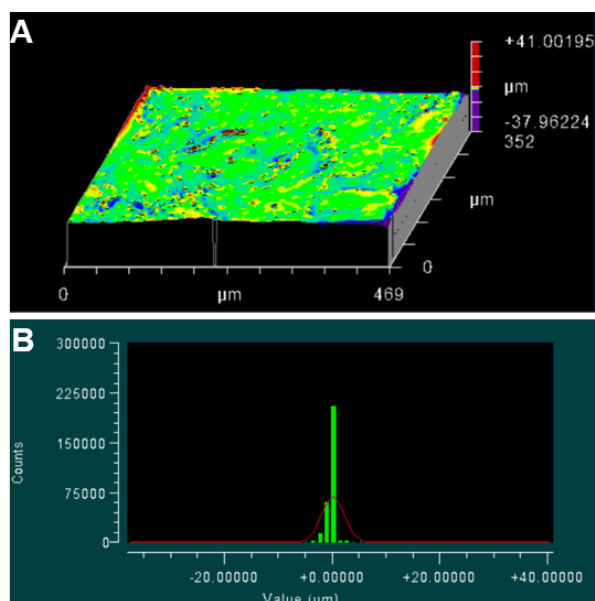 A
+41.00195
µm
-37.96224
352
µm
0
0 µm 469
B
300000
225000
150000
75000
0
Counts
-20.00000 +0.00000 +20.00000 +40.00000
Value (µm)